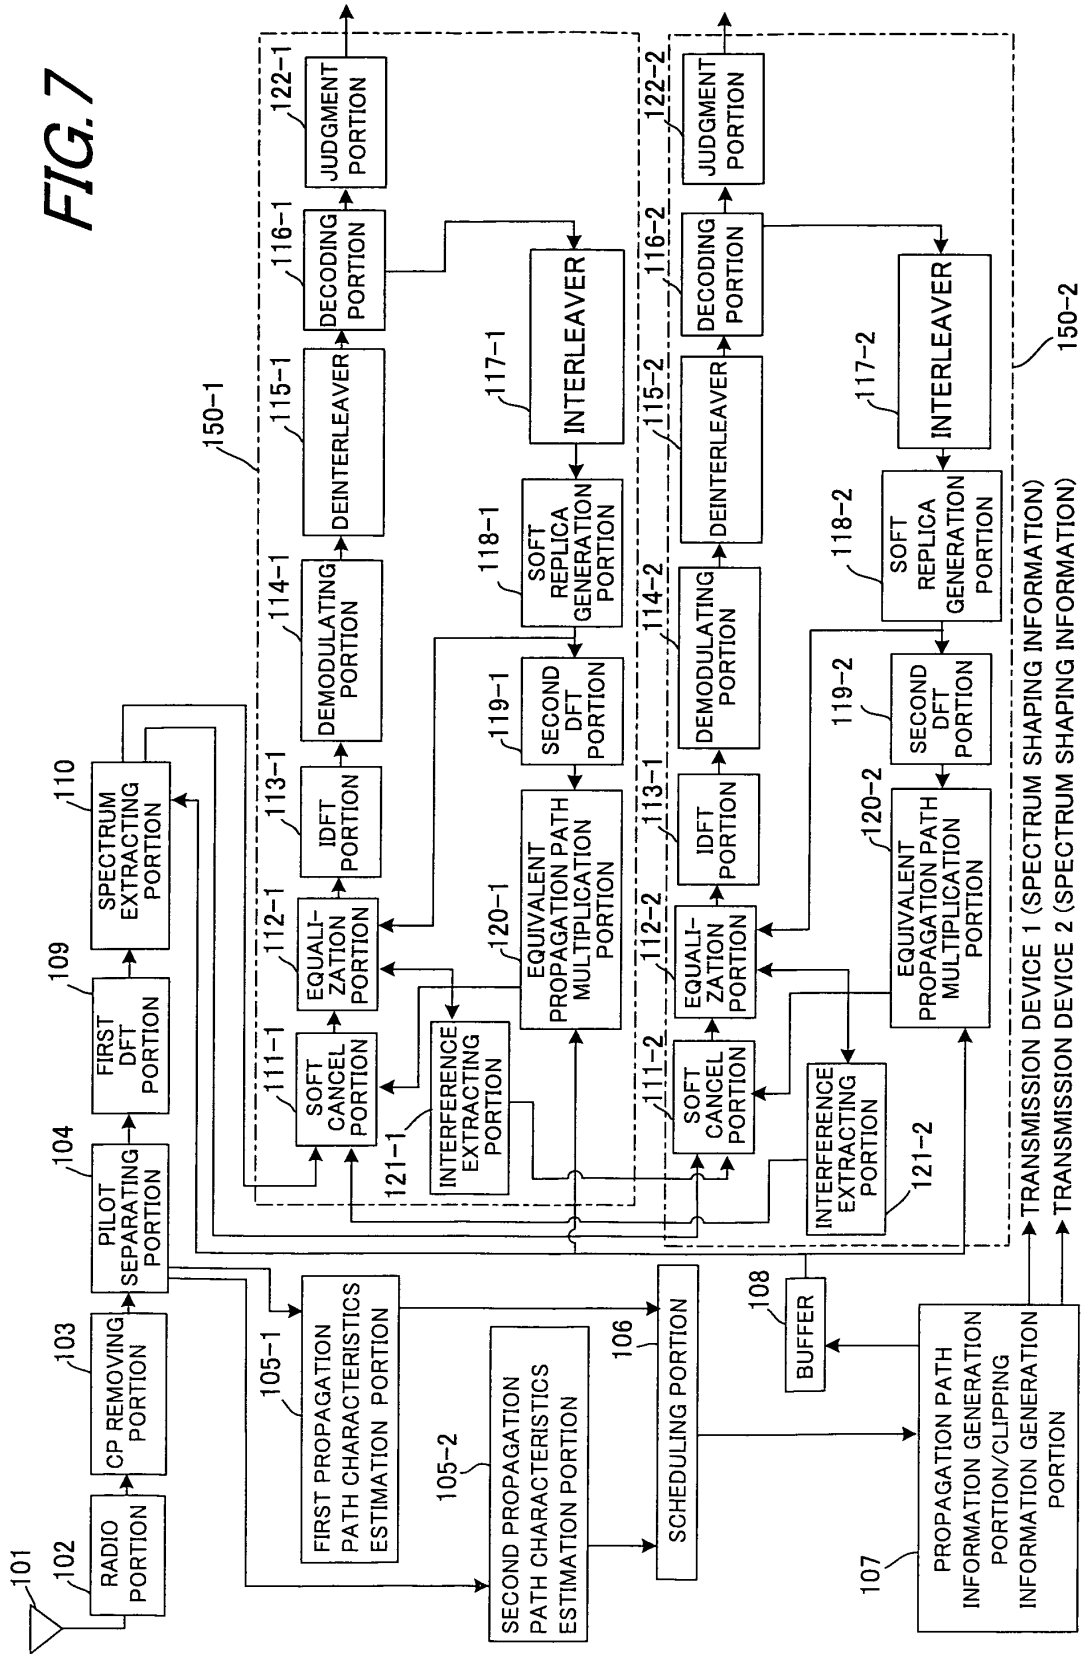 FIG. 7
101
102
RADIO
PORTION
103
CP REMOVING
PORTION
104
PILOT
SEPARATING
PORTION
109
FIRST
DFT
PORTION
110
SPECTRUM
EXTRACTING
PORTION
105-1
FIRST PROPAGATION
PATH CHARACTERISTICS
ESTIMATION PORTION
105-2
SECOND PROPAGATION
PATH CHARACTERISTICS
ESTIMATION PORTION
106
SCHEDULING PORTION
107
PROPAGATION PATH
INFORMATION GENERATION
PORTION/CLIPPING
INFORMATION GENERATION
PORTION
108
BUFFER
TRANSMISSION DEVICE 1 (SPECTRUM SHAPING INFORMATION)
TRANSMISSION DEVICE 2 (SPECTRUM SHAPING INFORMATION)
150-1
111-1
SOFT
CANCEL
PORTION
112-1
EQUALI-
ZATION
PORTION
113-1
IDFT
PORTION
114-1
DEMODULATING
PORTION
115-1
DEINTERLEAVER
116-1
DECODING
PORTION
122-1
JUDGMENT
PORTION
121-1
INTERFERENCE
EXTRACTING
PORTION
120-1
EQUIVALENT
PROPAGATION PATH
MULTIPLICATION
PORTION
119-1
SECOND
DFT
PORTION
118-1
SOFT
REPLICA
GENERATION
PORTION
117-1
INTERLEAVER
150-2
111-2
SOFT
CANCEL
PORTION
112-2
EQUALI-
ZATION
PORTION
113-1
IDFT
PORTION
114-2
DEMODULATING
PORTION
115-2
DEINTERLEAVER
116-2
DECODING
PORTION
122-2
JUDGMENT
PORTION
121-2
INTERFERENCE
EXTRACTING
PORTION
120-2
EQUIVALENT
PROPAGATION PATH
MULTIPLICATION
PORTION
119-2
SECOND
DFT
PORTION
118-2
SOFT
REPLICA
GENERATION
PORTION
117-2
INTERLEAVER